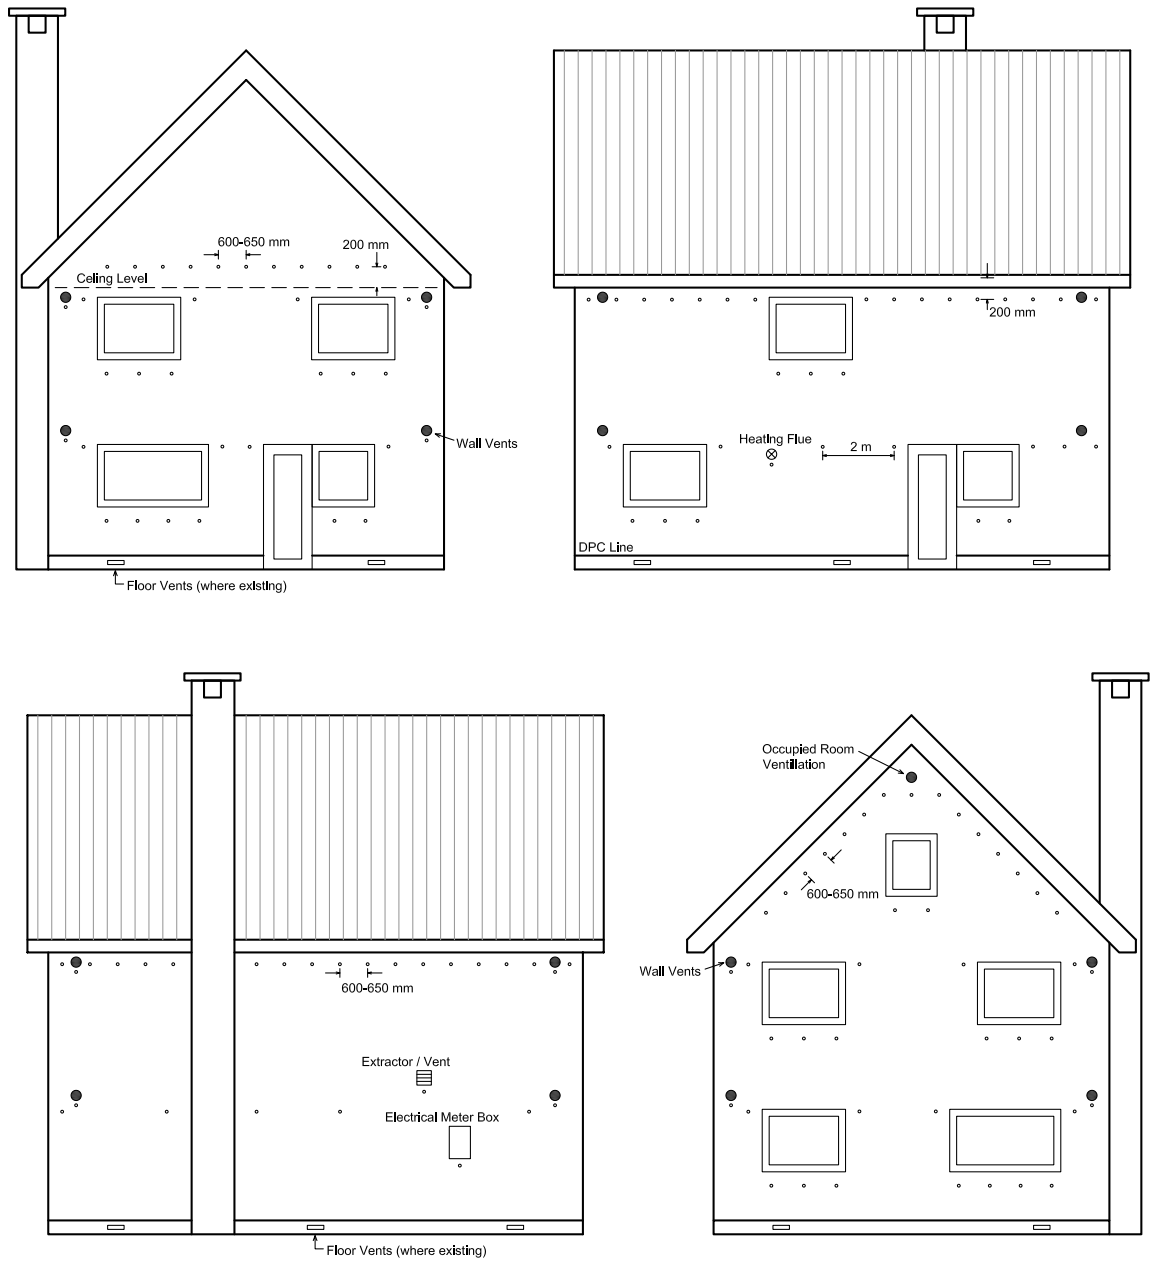 600-650 mm
200 mm
Celing Level
Wall Vents
Floor Vents (where existing)
200 mm
Heating Flue
2 m
DPC Line
600-650 mm
Extractor / Vent
Electrical Meter Box
Floor Vents (where existing)
Occupied Room
Ventillation
600-650 mm
Wall Vents